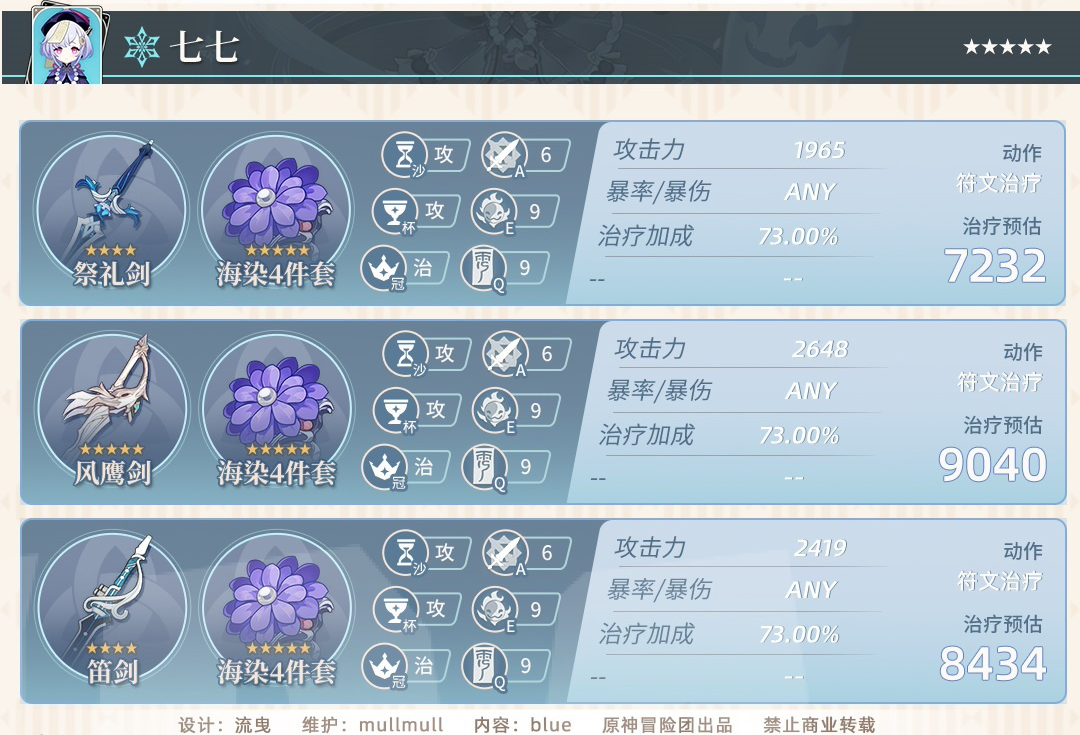 七七
★★★★★
沙 攻
A 6
攻击力 1965
动作
杯 攻
E 9
暴率/暴伤 ANY
符文治疗
冠 治
Q 9
治疗加成 73.00%
治疗预估
-- --
7232
★★★★
祭礼剑
★★★★★
海染4件套
沙 攻
A 6
攻击力 2648
动作
杯 攻
E 9
暴率/暴伤 ANY
符文治疗
冠 治
Q 9
治疗加成 73.00%
治疗预估
-- --
9040
★★★★★
风鹰剑
★★★★★
海染4件套
沙 攻
A 6
攻击力 2419
动作
杯 攻
E 9
暴率/暴伤 ANY
符文治疗
冠 治
Q 9
治疗加成 73.00%
治疗预估
-- --
8434
★★★★
笛剑
★★★★★
海染4件套
设计：流曳 维护：mullmull 内容：blue 原神冒险团出品 禁止商业转载